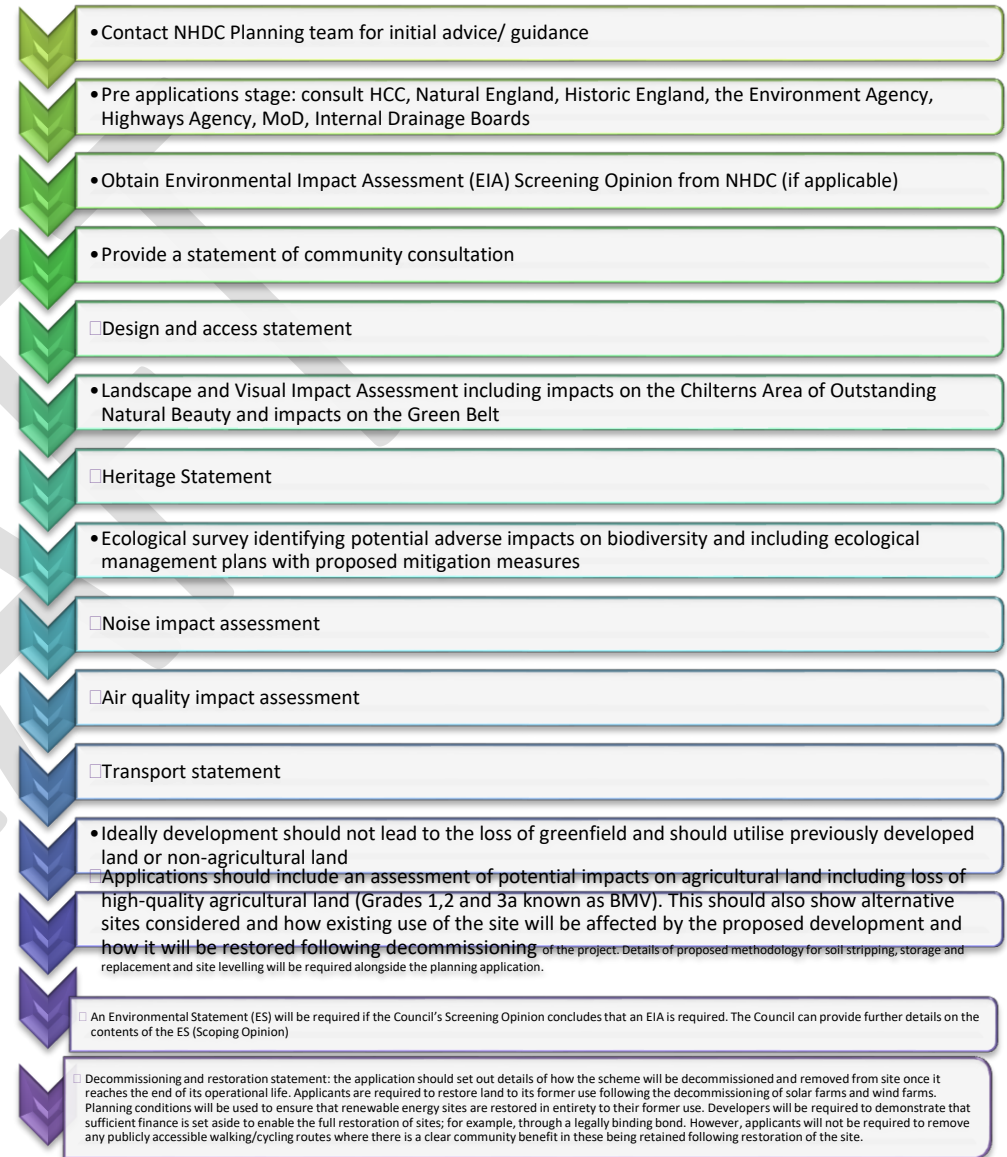 •Contact NHDC Planning team for initial advice/ guidance
•Pre applications stage: consult HCC, Natural England, Historic England, the Environment Agency,
Highways Agency, MoD, Internal Drainage Boards
•Obtain Environmental Impact Assessment (EIA) Screening Opinion from NHDC (if applicable)
•Provide a statement of community consultation
Design and access statement
•Landscape and Visual Impact Assessment including impacts on the Chilterns Area of Outstanding
Natural Beauty and impacts on the Green Belt
Heritage Statement
•Ecological survey identifying potential adverse impacts on biodiversity and including ecological
management plans with proposed mitigation measures
Noise impact assessment
Air quality impact assessment
Transport statement
•Ideally development should not lead to the loss of greenfield and should utilise previously developed
land or non-agricultural land
Applications should include an assessment of potential impacts on agricultural land including loss of
high-quality agricultural land (Grades 1,2 and 3a known as BMV). This should also show alternative
sites considered and how existing use of the site will be affected by the proposed development and
how it will be restored following decommissioning of the project. Details of proposed methodology for soil stripping, storage and
replacement and site levelling will be required alongside the planning application.
An Environmental Statement (ES) will be required if the Council's Screening Opinion concludes that an EIA is required. The Council can provide further details on the
contents of the ES (Scoping Opinion)
Decommissioning and restoration statement: the application should set out details of how the scheme will be decommissioned and removed from site once it
reaches the end of its operational life. Applicants are required to restore land to its former use following the decommissioning of solar farms and wind farms.
Planning conditions will be used to ensure that renewable energy sites are restored in entirety to their former use. Developers will be required to demonstrate that
sufficient finance is set aside to enable the full restoration of sites; for example, through a legally binding bond. However, applicants will not be required to remove
any publicly accessible walking/cycling routes where there is a clear community benefit in these being retained following restoration of the site.